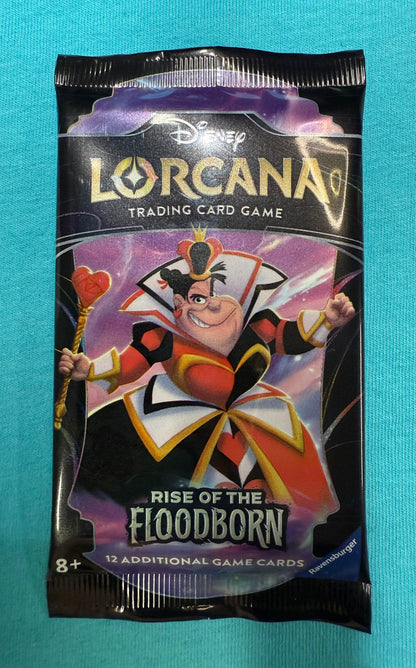 Disney
LORCANA
TRADING CARD GAME
RISE OF THE
FLOODBORN
12 ADDITIONAL GAME CARDS
8+
Ravensburger